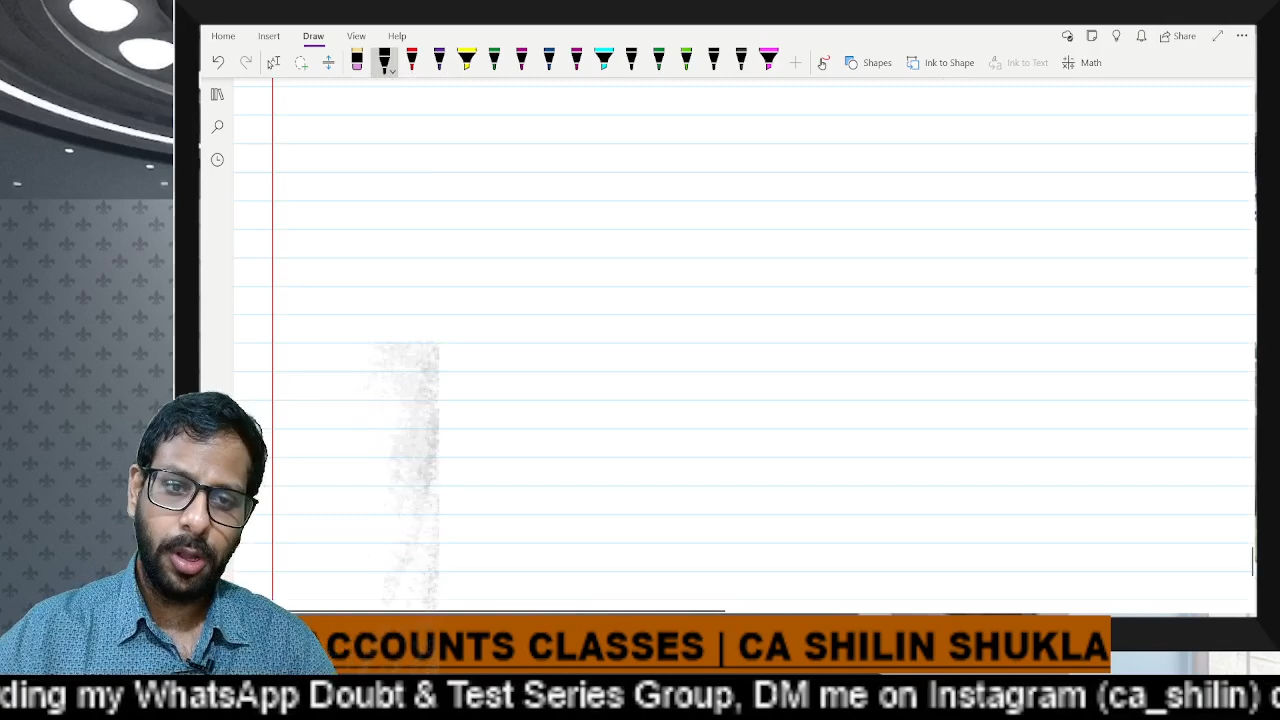 Home Insert Draw View Help Share
Shapes Ink to Shape Ink to Text Math
CCOUNTS CLASSES | CA SHILIN SHUKLA
ding my WhatsApp Doubt & Test Series Group, DM me on Instagram (ca_shilin)